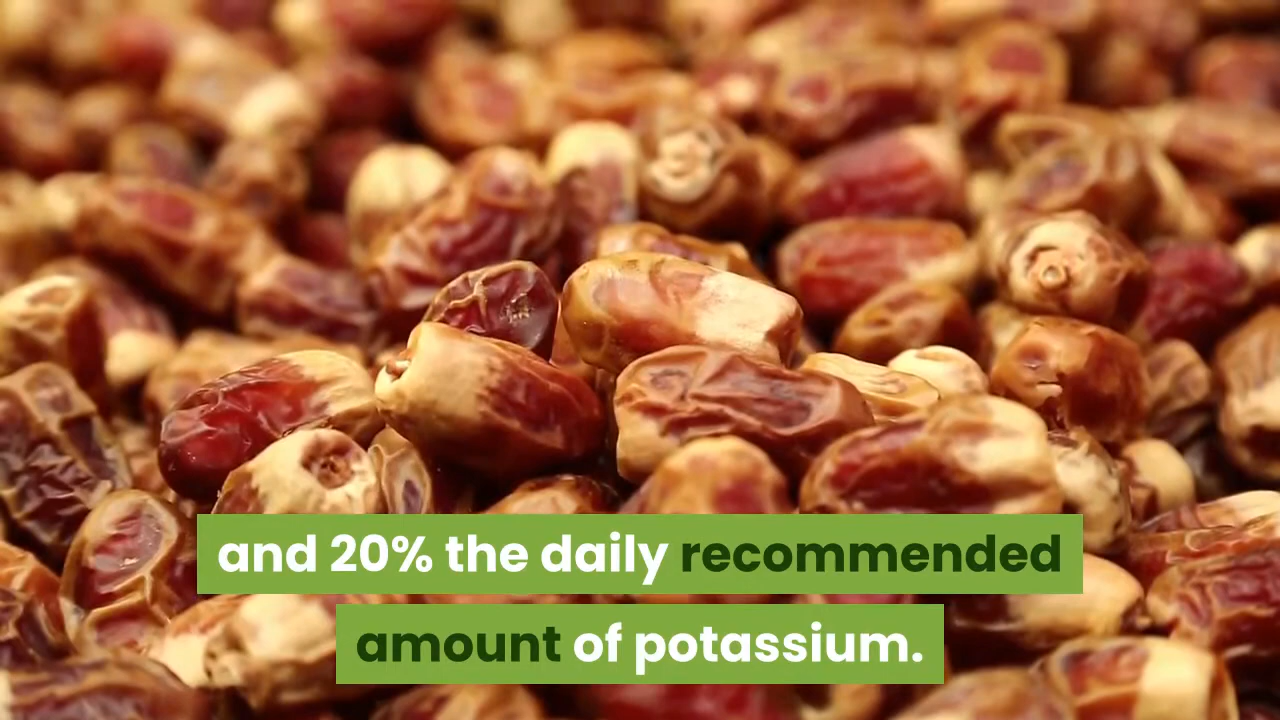 and 20% the daily recommended
amount of potassium.